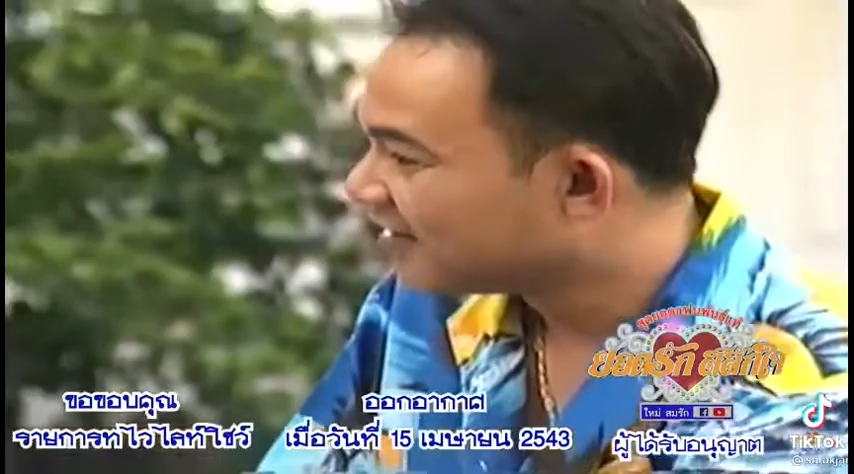 ยอดรัก สลักใจ
ใหม่ สมรัก
ขอขอบคุณ
รายการทไวไลท์โชว์
ออกอากาศ
เมื่อวันที่ 15 เมษายน 2543
ผู้ได้รับอนุญาต
TikTok